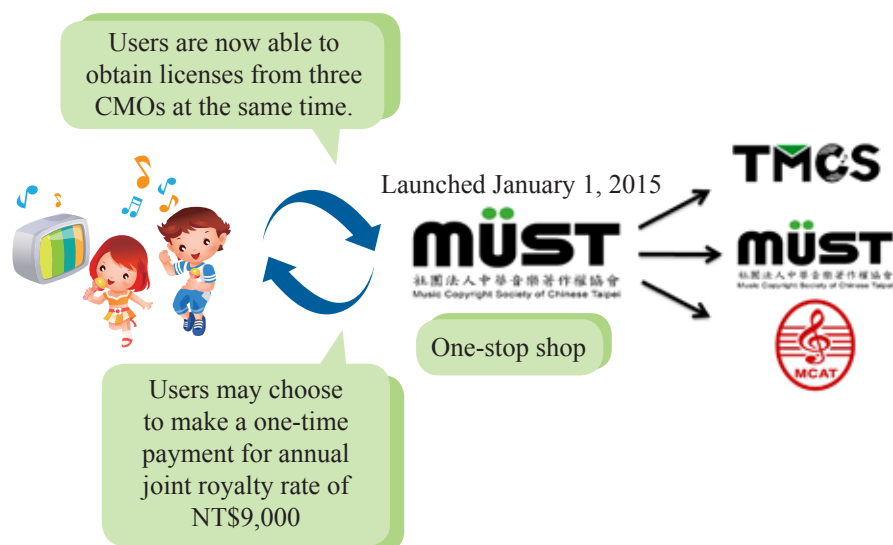 Users are now able to
obtain licenses from three
CMOs at the same time.
Launched January 1, 2015
MÜST
社團法人中華音樂著作權協會
Music Copyright Society of Chinese Taipei
One-stop shop
TMCS
MÜST
社團法人中華音樂著作權協會
Music Copyright Society of Chinese Taipei
MCAT
Users may choose
to make a one-time
payment for annual
joint royalty rate of
NT$9,000